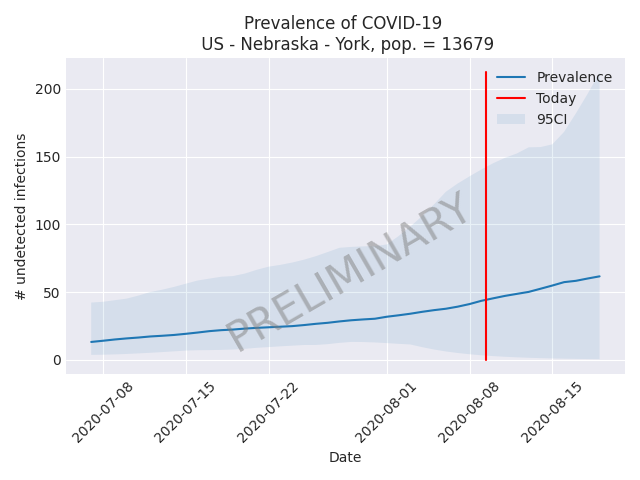 Prevalence of COVID-19
US - Nebraska - York, pop. = 13679
# undetected infections
200
150
100
50
0
Prevalence
Today
95CI
PRELIMINARY
2020-07-08
2020-07-15
2020-07-22
2020-08-01
2020-08-08
2020-08-15
Date